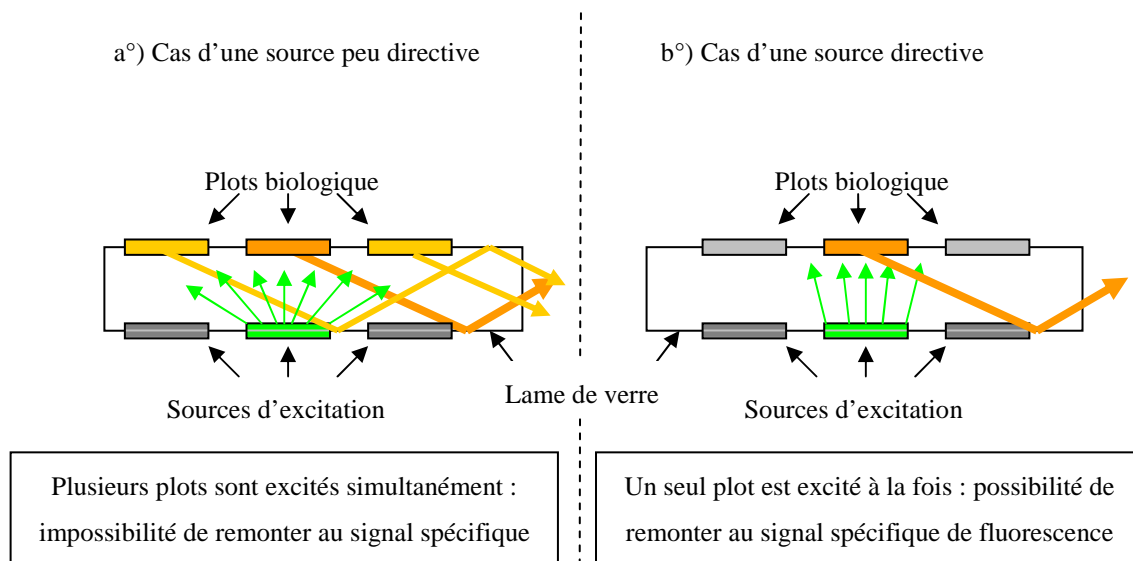 a°) Cas d'une source peu directive
Plots biologique
Sources d'excitation
Plusieurs plots sont excités simultanément :
impossibilité de remonter au signal spécifique
Lame de verre
b°) Cas d'une source directive
Plots biologique
Sources d'excitation
Un seul plot est excité à la fois : possibilité de
remonter au signal spécifique de fluorescence